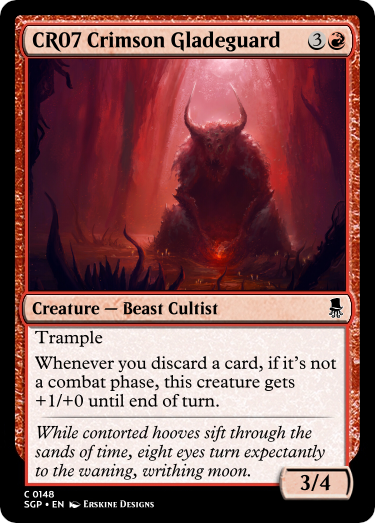 CR07 Crimson Gladeguard 3
Creature — Beast Cultist
Trample
Whenever you discard a card, if it's not
a combat phase, this creature gets
+1/+0 until end of turn.
While contorted hooves sift through the
sands of time, eight eyes turn expectantly
to the waning, writhing moon.
3/4
C 0148
SGP • EN Erskine Designs